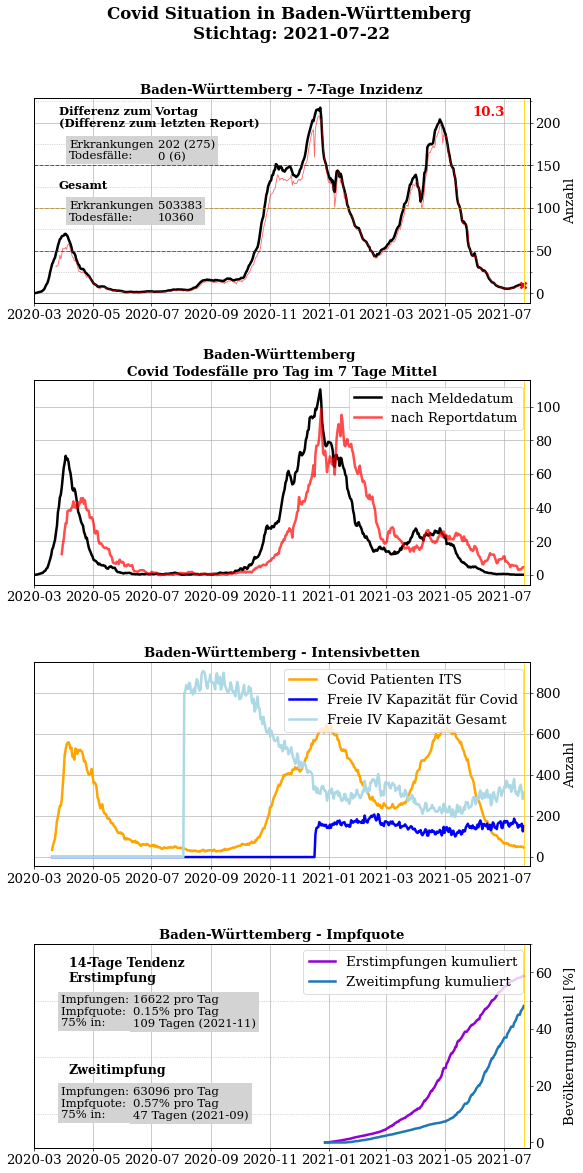 Covid Situation in Baden-Württemberg
Stichtag: 2021-07-22
Baden-Württemberg - 7-Tage Inzidenz
Differenz zum Vortag
(Differenz zum letzten Report)
Erkrankungen 202 (275)
Todesfälle: 0 (6)
Gesamt
Erkrankungen 503383
Todesfälle: 10360
10.3
200
150
100
50
0
Anzahl
2020-03 2020-05 2020-07 2020-09 2020-11 2021-01 2021-03 2021-05 2021-07
Baden-Württemberg
Covid Todesfälle pro Tag im 7 Tage Mittel
nach Meldedatum
nach Reportdatum
100
80
60
40
20
0
2020-03 2020-05 2020-07 2020-09 2020-11 2021-01 2021-03 2021-05 2021-07
Baden-Württemberg - Intensivbetten
Covid Patienten ITS
Freie IV Kapazität für Covid
Freie IV Kapazität Gesamt
800
600
400
200
0
Anzahl
2020-03 2020-05 2020-07 2020-09 2020-11 2021-01 2021-03 2021-05 2021-07
Baden-Württemberg - Impfquote
14-Tage Tendenz
Erstimpfung
Impfungen: 16622 pro Tag
Impfquote: 0.15% pro Tag
75% in: 109 Tagen (2021-11)
Zweitimpfung
Impfungen: 63096 pro Tag
Impfquote: 0.57% pro Tag
75% in: 47 Tagen (2021-09)
Erstimpfungen kumuliert
Zweitimpfung kumuliert
60
40
20
0
Bevölkerungsanteil [%]
2020-03 2020-05 2020-07 2020-09 2020-11 2021-01 2021-03 2021-05 2021-07